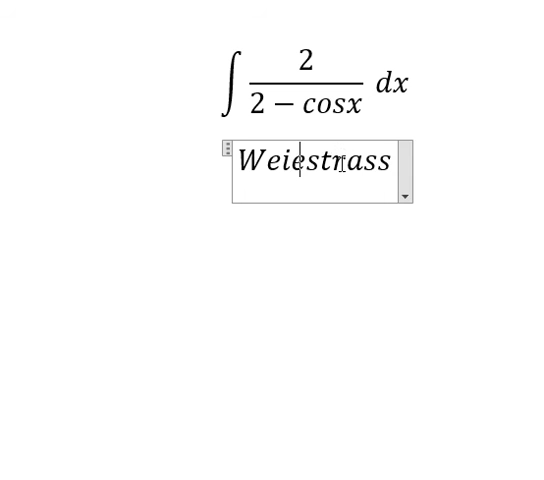 ∫ 2/(2 − cosx) dx
Weiestrass